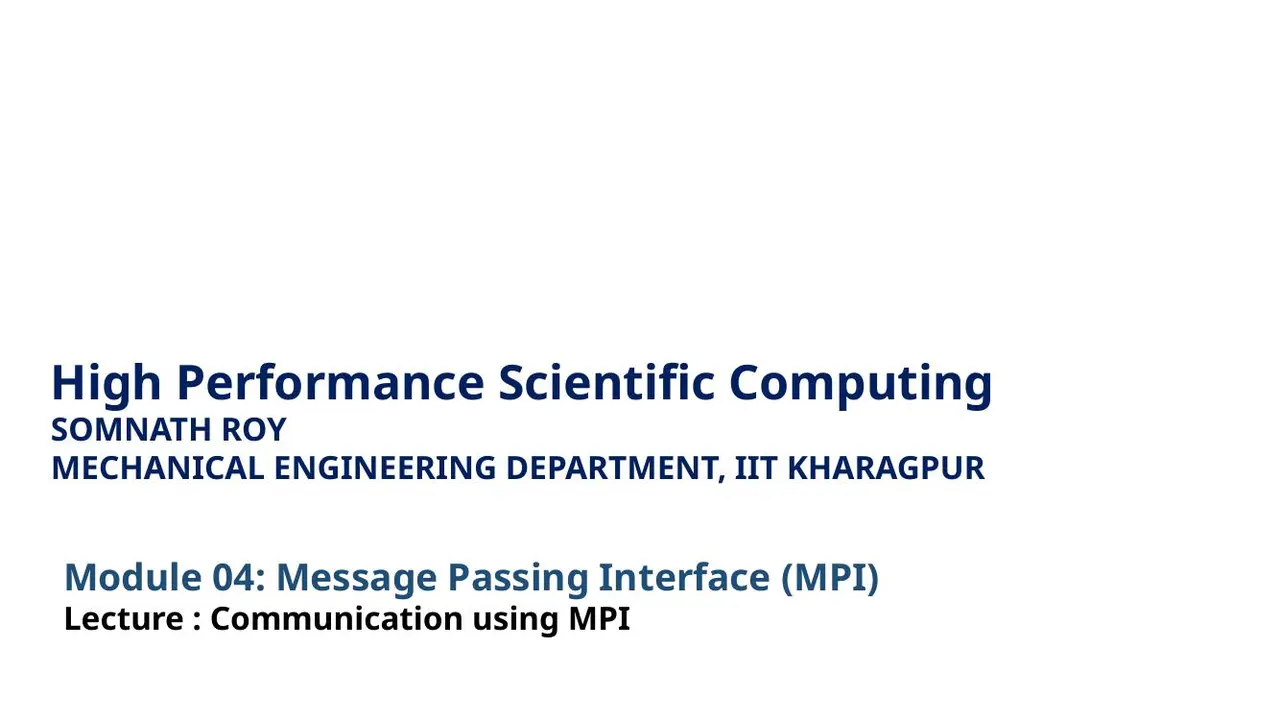 High Performance Scientific Computing
SOMNATH ROY
MECHANICAL ENGINEERING DEPARTMENT, IIT KHARAGPUR
Module 04: Message Passing Interface (MPI)
Lecture : Communication using MPI